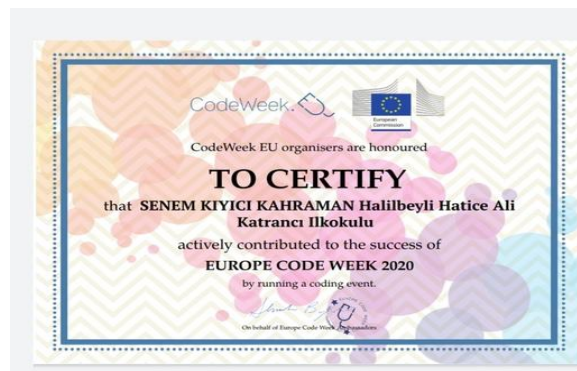 CodeWeek.EU
European
Commission
CodeWeek EU organisers are honoured
TO CERTIFY
that SENEM KIYICI KAHRAMAN Halilbeyli Hatice Ali
Katrancı Ilkokulu
actively contributed to the success of
EUROPE CODE WEEK 2020
by running a coding event.
On behalf of Europe Code Week Ambassadors